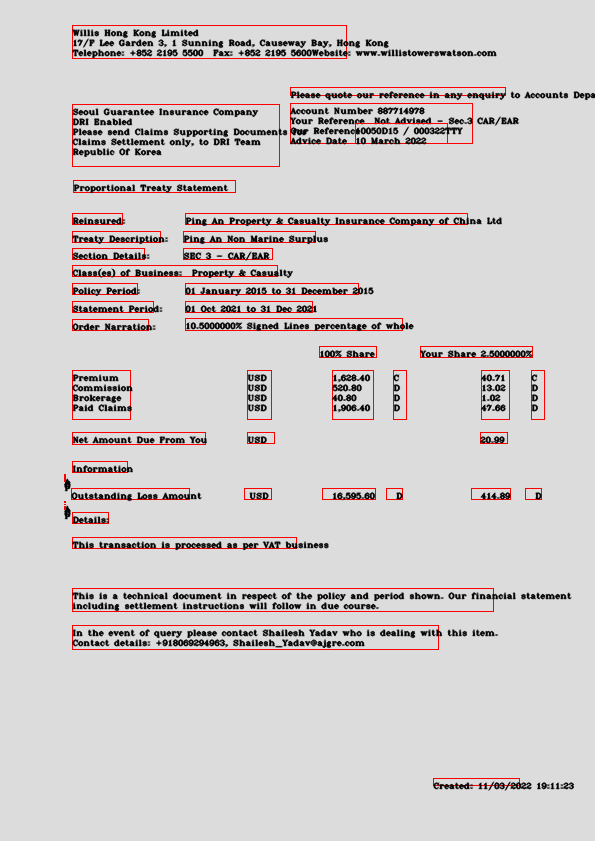 Willis Hong Kong Limited
17/F Lee Garden 3, 1 Sunning Road, Causeway Bay, Hong Kong
Telephone: +852 2195 5500 Fax: +852 2195 5600Website: www.willistowerswatson.com
Please quote our reference in any enquiry to Accounts Depa
Seoul Guarantee Insurance Company
DRI Enabled
Please send Claims Supporting Documents for
Claims Settlement only, to DRI Team
Republic Of Korea
Account Number 887714978
Your Reference Not Advised - Sec.3 CAR/EAR
Our Reference 10050D15 / 000322TTY
Advice Date 10 March 2022
Proportional Treaty Statement
Reinsured: Ping An Property & Casualty Insurance Company of China Ltd
Treaty Description: Ping An Non Marine Surplus
Section Details: SEC 3 - CAR/EAR
Class(es) of Business: Property & Casualty
Policy Period: 01 January 2015 to 31 December 2015
Statement Period: 01 Oct 2021 to 31 Dec 2021
Order Narration: 10.5000000% Signed Lines percentage of whole
100% Share Your Share 2.5000000%
Premium USD 1,628.40 C 40.71 C
Commission USD 520.80 D 13.02 D
Brokerage USD 40.80 D 1.02 D
Paid Claims USD 1,906.40 D 47.66 D
Net Amount Due From You USD 20.99
Information
Outstanding Loss Amount USD 16,595.60 D 414.89 D
Details:
This transaction is processed as per VAT business
This is a technical document in respect of the policy and period shown. Our financial statement
including settlement instructions will follow in due course.
In the event of query please contact Shailesh Yadav who is dealing with this item.
Contact details: +918069294963, Shailesh_Yadav@ajgre.com
Created: 11/03/2022 19:11:23